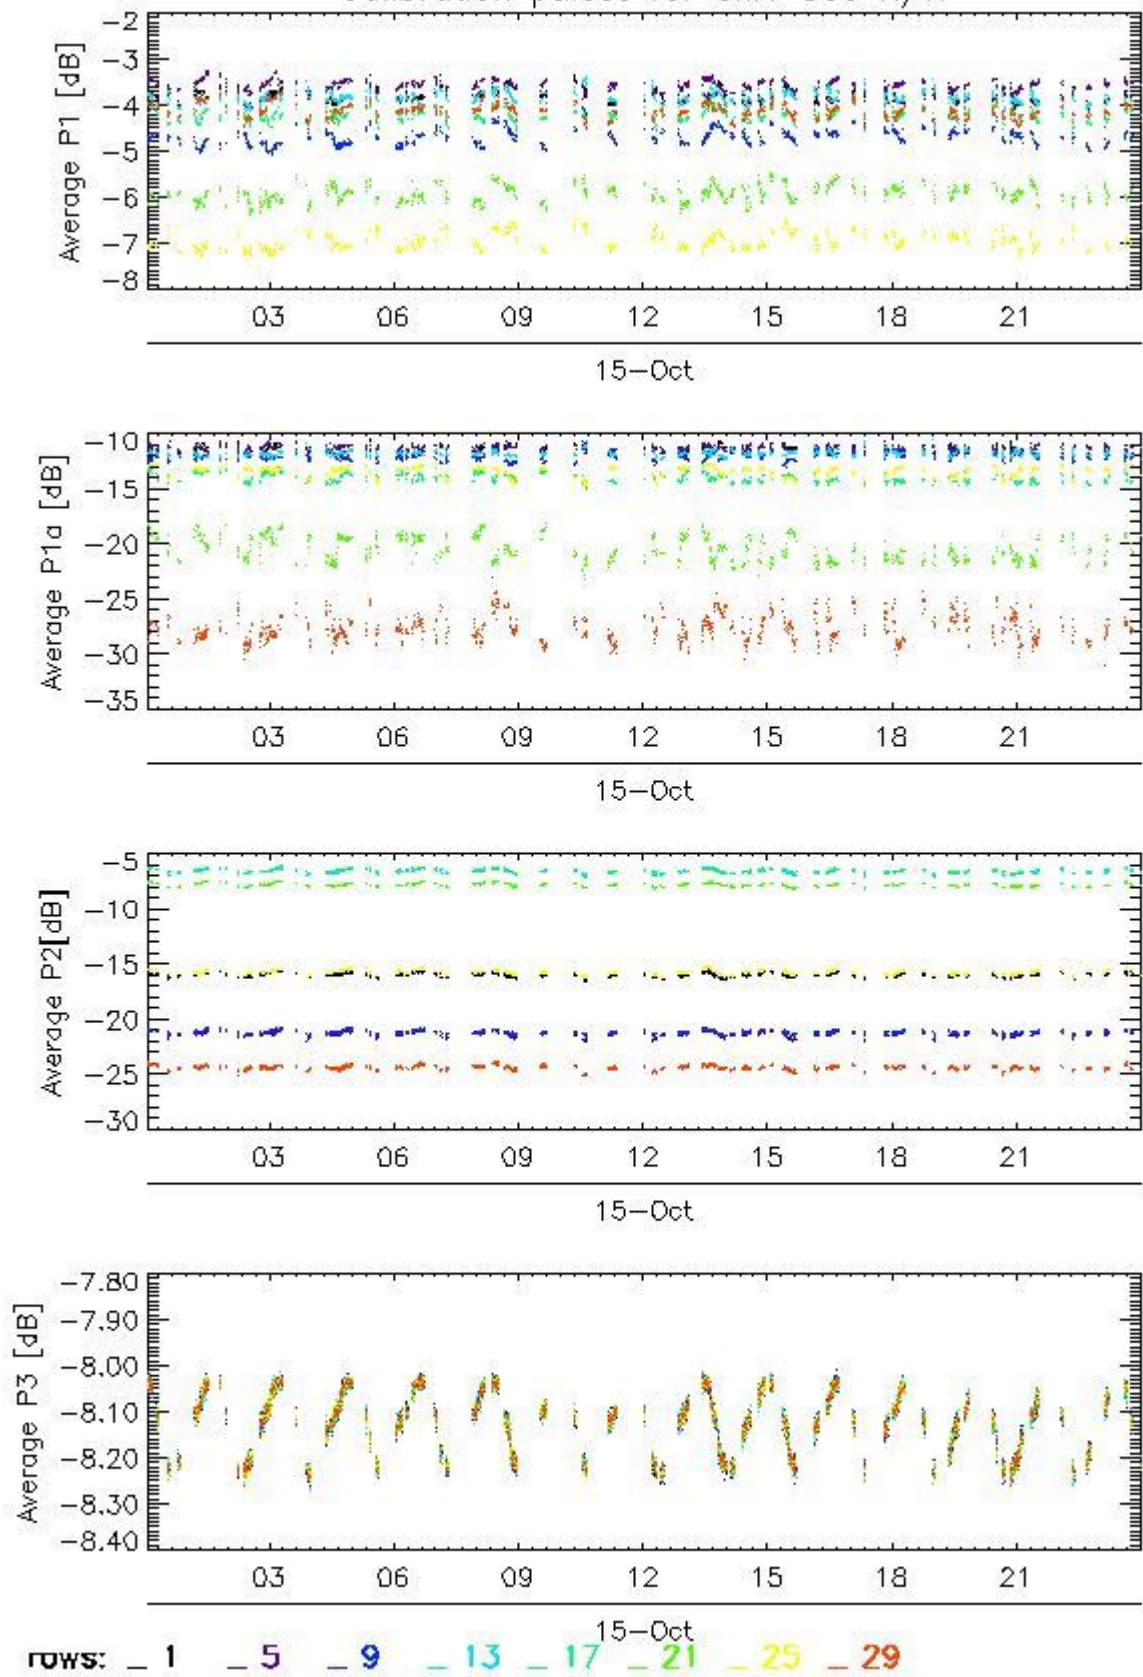 Average P1 [dB]
-2
-3
-4
-5
-6
-7
-8
03 06 09 12 15 18 21
15-Oct
Average P1a [dB]
-10
-15
-20
-25
-30
-35
03 06 09 12 15 18 21
15-Oct
Average P2[dB]
-5
-10
-15
-20
-25
-30
03 06 09 12 15 18 21
15-Oct
Average P3 [dB]
-7.80
-7.90
-8.00
-8.10
-8.20
-8.30
-8.40
03 06 09 12 15 18 21
15-Oct
rows: _ 1 _ 5 _ 9 _ 13 _ 17 _ 21 _ 25 _ 29